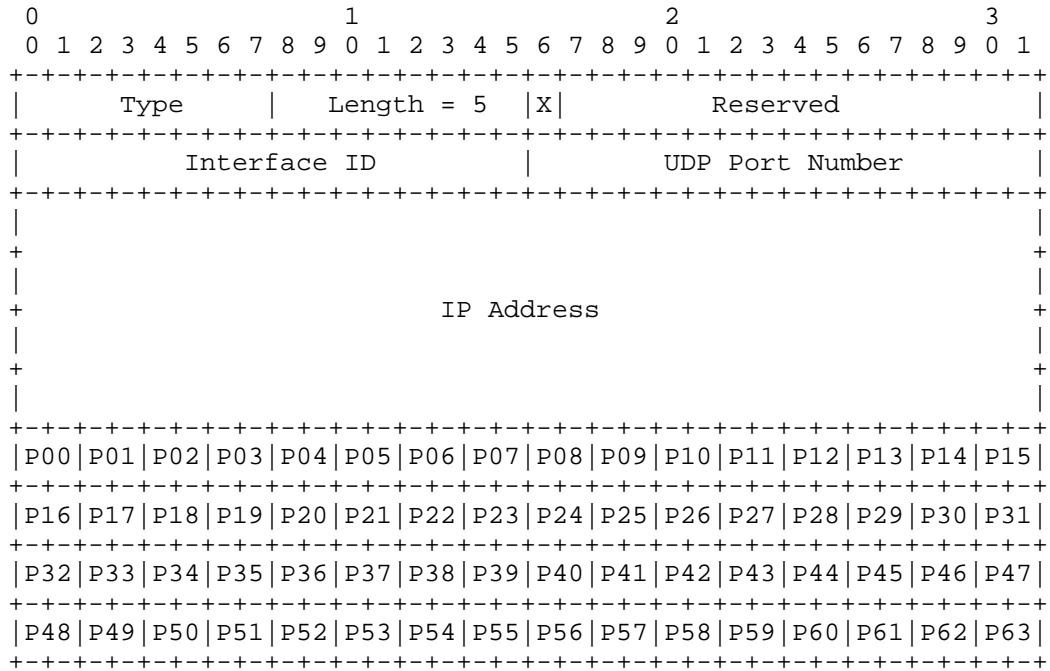 0                   1                   2                   3
 0 1 2 3 4 5 6 7 8 9 0 1 2 3 4 5 6 7 8 9 0 1 2 3 4 5 6 7 8 9 0 1
+-+-+-+-+-+-+-+-+-+-+-+-+-+-+-+-+-+-+-+-+-+-+-+-+-+-+-+-+-+-+-+-+
|      Type     |   Length = 5  |X|         Reserved            |
+-+-+-+-+-+-+-+-+-+-+-+-+-+-+-+-+-+-+-+-+-+-+-+-+-+-+-+-+-+-+-+-+
|          Interface ID         |        UDP Port Number        |
+-+-+-+-+-+-+-+-+-+-+-+-+-+-+-+-+-+-+-+-+-+-+-+-+-+-+-+-+-+-+-+-+
|                                                               |
+                                                               +
|                                                               |
+                          IP Address                           +
|                                                               |
+                                                               +
|                                                               |
+-+-+-+-+-+-+-+-+-+-+-+-+-+-+-+-+-+-+-+-+-+-+-+-+-+-+-+-+-+-+-+-+
|P00|P01|P02|P03|P04|P05|P06|P07|P08|P09|P10|P11|P12|P13|P14|P15|
+-+-+-+-+-+-+-+-+-+-+-+-+-+-+-+-+-+-+-+-+-+-+-+-+-+-+-+-+-+-+-+-+
|P16|P17|P18|P19|P20|P21|P22|P23|P24|P25|P26|P27|P28|P29|P30|P31|
+-+-+-+-+-+-+-+-+-+-+-+-+-+-+-+-+-+-+-+-+-+-+-+-+-+-+-+-+-+-+-+-+
|P32|P33|P34|P35|P36|P37|P38|P39|P40|P41|P42|P43|P44|P45|P46|P47|
+-+-+-+-+-+-+-+-+-+-+-+-+-+-+-+-+-+-+-+-+-+-+-+-+-+-+-+-+-+-+-+-+
|P48|P49|P50|P51|P52|P53|P54|P55|P56|P57|P58|P59|P60|P61|P62|P63|
+-+-+-+-+-+-+-+-+-+-+-+-+-+-+-+-+-+-+-+-+-+-+-+-+-+-+-+-+-+-+-+-+